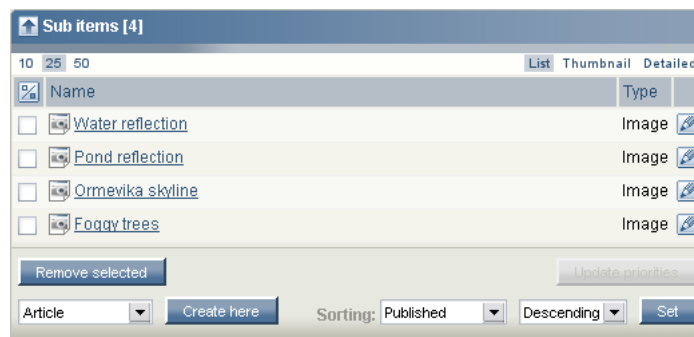 Sub items [4]
10 25 50 List Thumbnail Detailed
Name Type
Water reflection Image
Pond reflection Image
Ormevika skyline Image
Foggy trees Image
Remove selected Update priorities
Article Create here Sorting: Published Descending Set